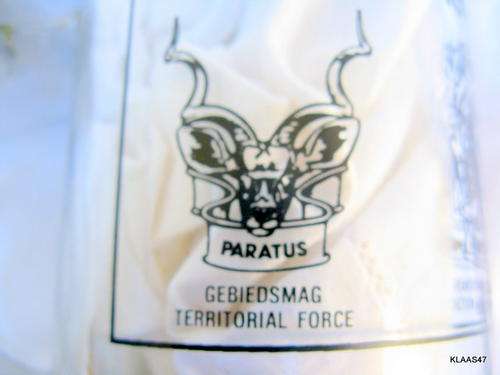 PARATUS
GEBIEDSMAG
TERRITORIAL FORCE
KLAAS47